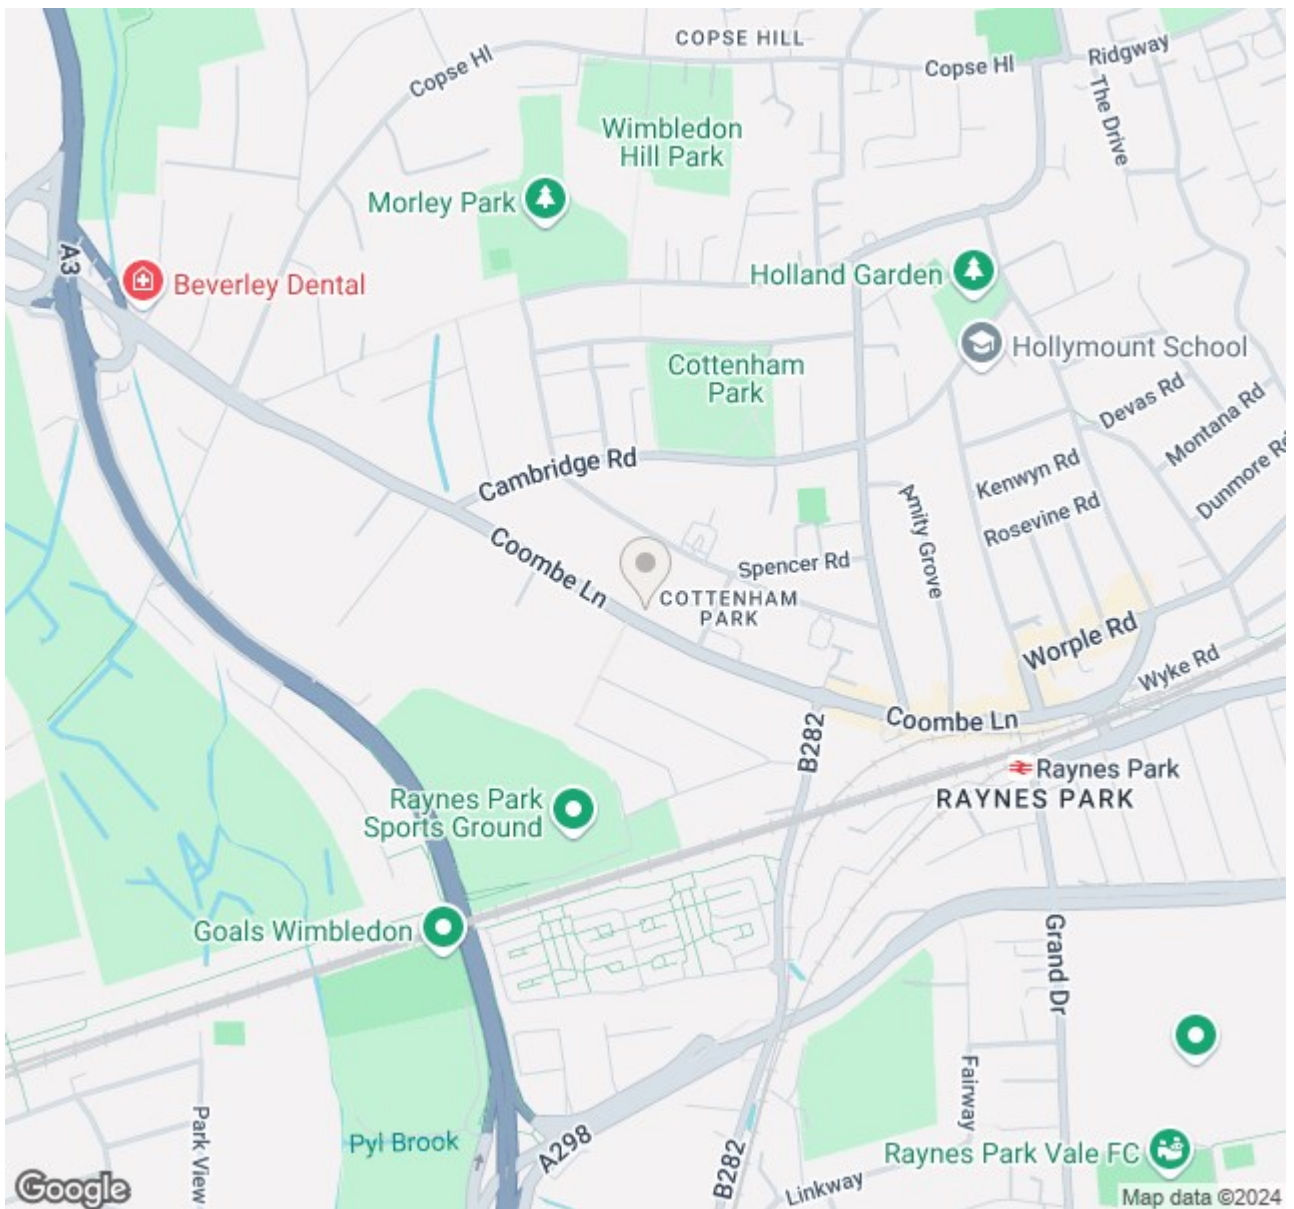 COPSE HILL
Copse Hl
Copse Hl
Ridgway
The Drive
Wimbledon
Hill Park
Morley Park
A3
Beverley Dental
Holland Garden
Hollymount School
Cottenham
Park
Devas Rd
Montana Rd
Dunmore Rd
Cambridge Rd
Kenwyn Rd
Rosevine Rd
Amity Grove
Coombe Ln
Spencer Rd
COTTENHAM
PARK
Worple Rd
Wyke Rd
Coombe Ln
B282
Raynes Park
RAYNES PARK
Raynes Park
Sports Ground
Goals Wimbledon
Grand Dr
Fairway
Park View
Pyl Brook
A298
B282
Linkway
Raynes Park Vale FC
Google
Map data ©2024